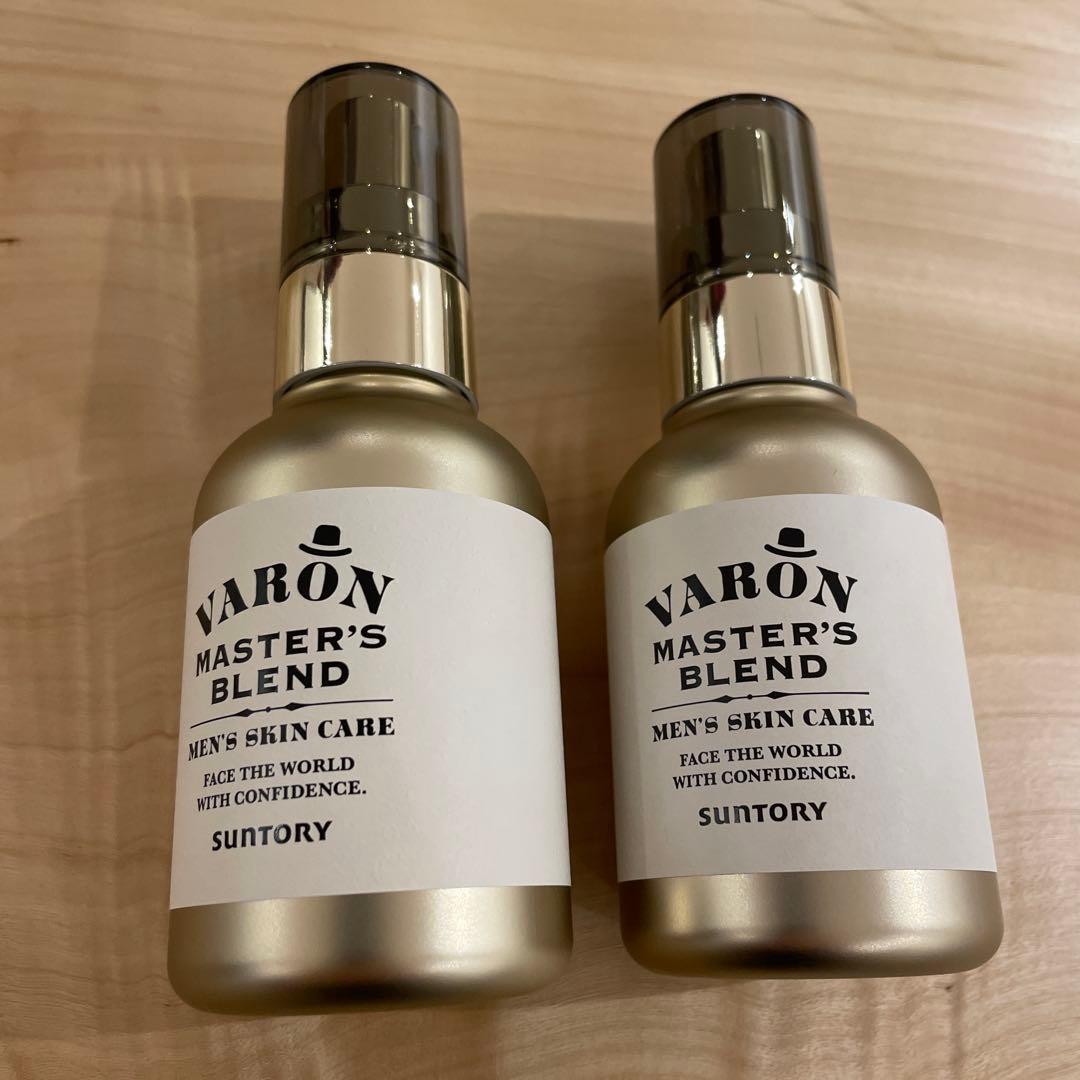 VARON
MASTER'S
BLEND
MEN'S SKIN CARE
FACE THE WORLD
WITH CONFIDENCE.
SUNTORY
VARON
MASTER'S
BLEND
MEN'S SKIN CARE
FACE THE WORLD
WITH CONFIDENCE.
SUNTORY